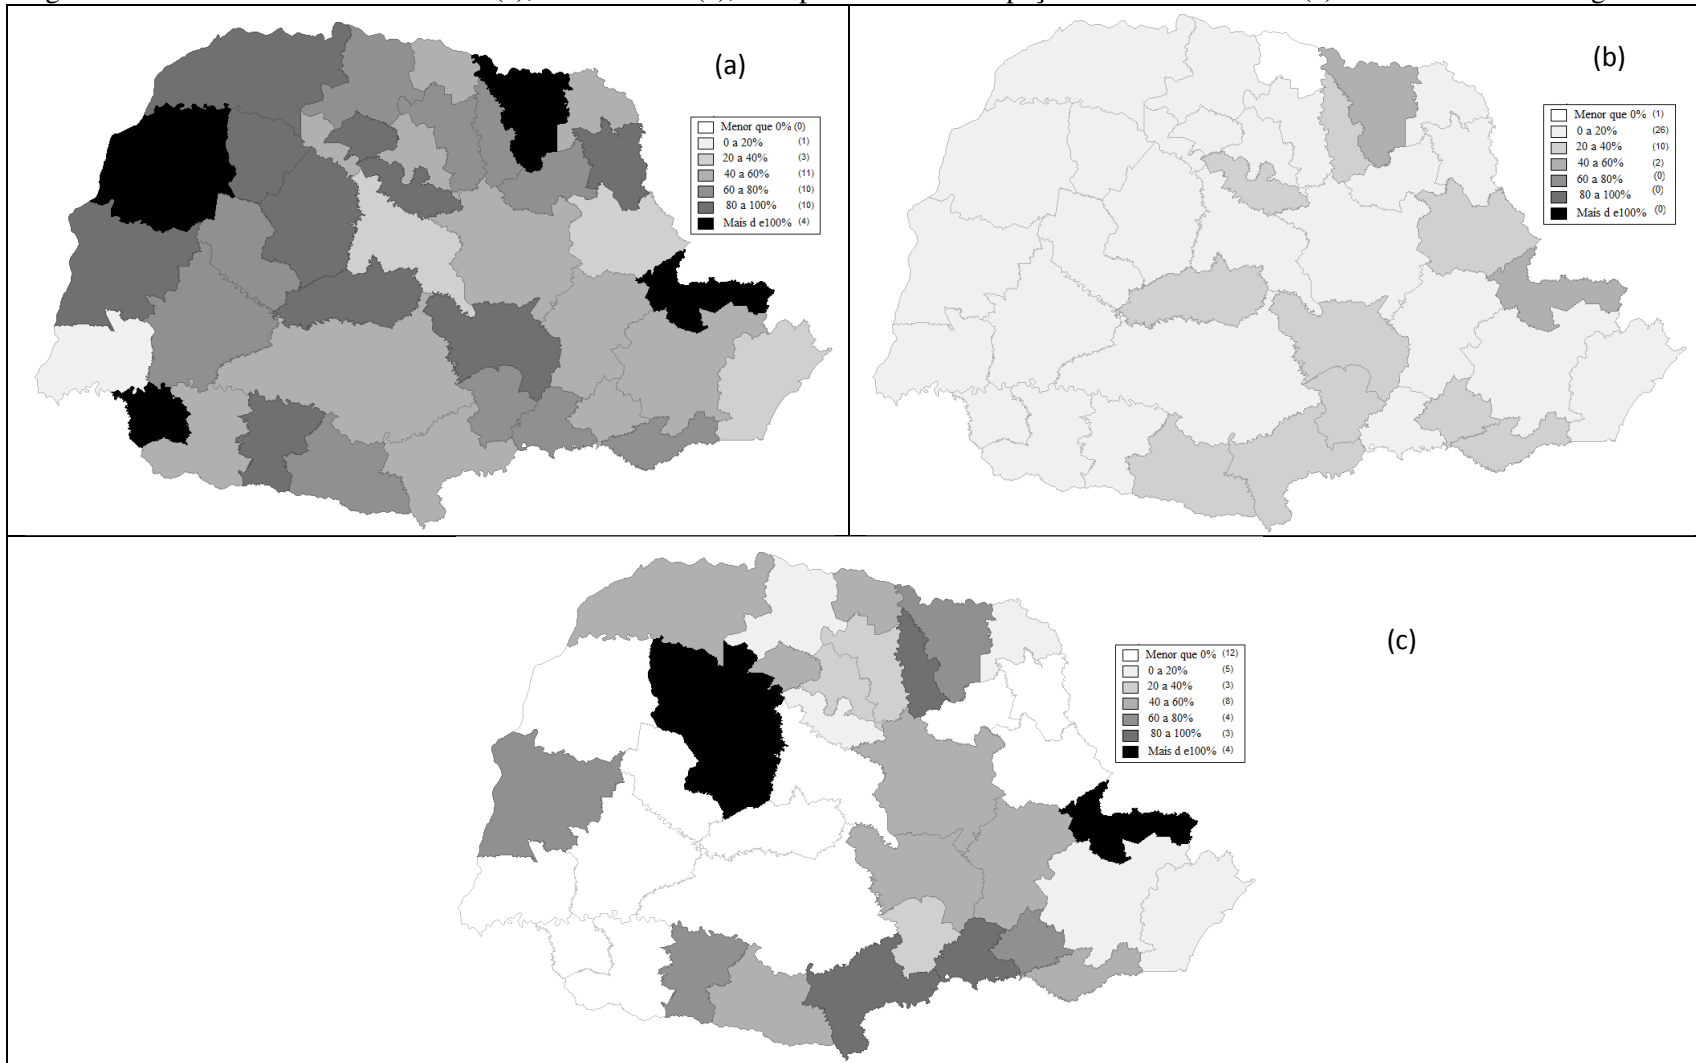 (a)
Menor que 0% (0)
0 a 20% (1)
20 a 40% (3)
40 a 60% (11)
60 a 80% (10)
80 a 100% (10)
Mais d e100% (4)
(b)
Menor que 0% (1)
0 a 20% (26)
20 a 40% (10)
40 a 60% (2)
60 a 80% (0)
80 a 100% (0)
Mais d e100% (0)
(c)
Menor que 0% (12)
0 a 20% (5)
20 a 40% (3)
40 a 60% (8)
60 a 80% (4)
80 a 100% (3)
Mais d e100% (4)